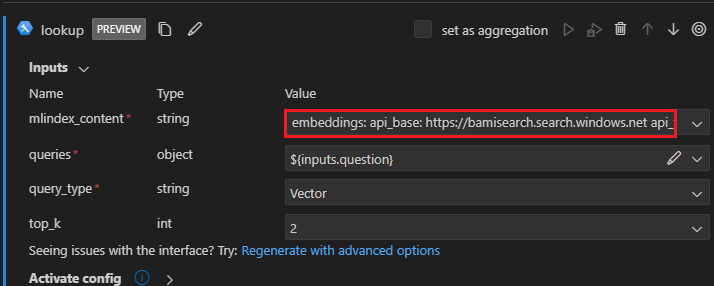 lookup PREVIEW set as aggregation
Inputs
Name Type Value
mlindex_content* string embeddings: api_base: https://bamisearch.search.windows.net api_
queries* object ${inputs.question}
query_type* string Vector
top_k int 2
Seeing issues with the interface? Try: Regenerate with advanced options
Activate config